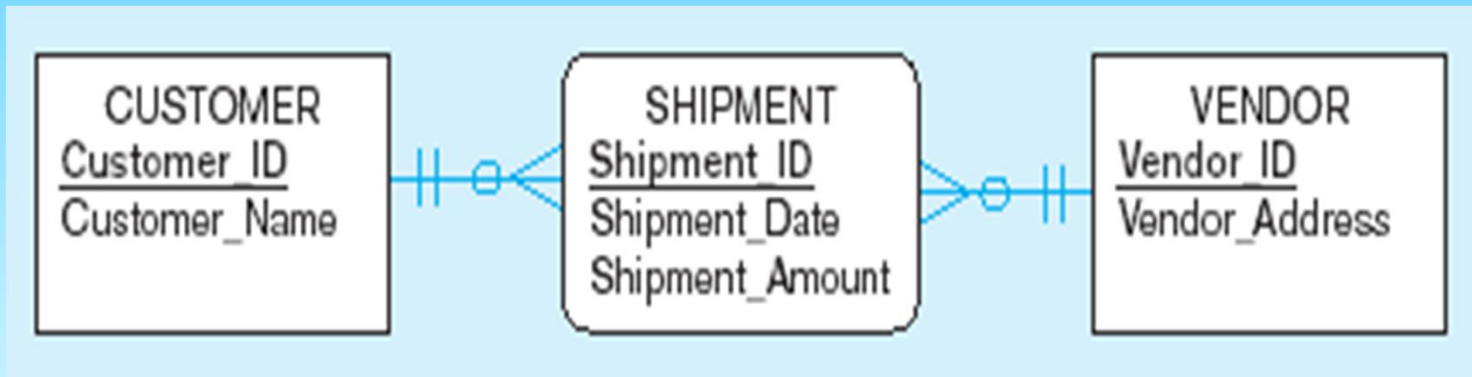 CUSTOMER
Customer_ID
Customer_Name
SHIPMENT
Shipment_ID
Shipment_Date
Shipment_Amount
VENDOR
Vendor_ID
Vendor_Address